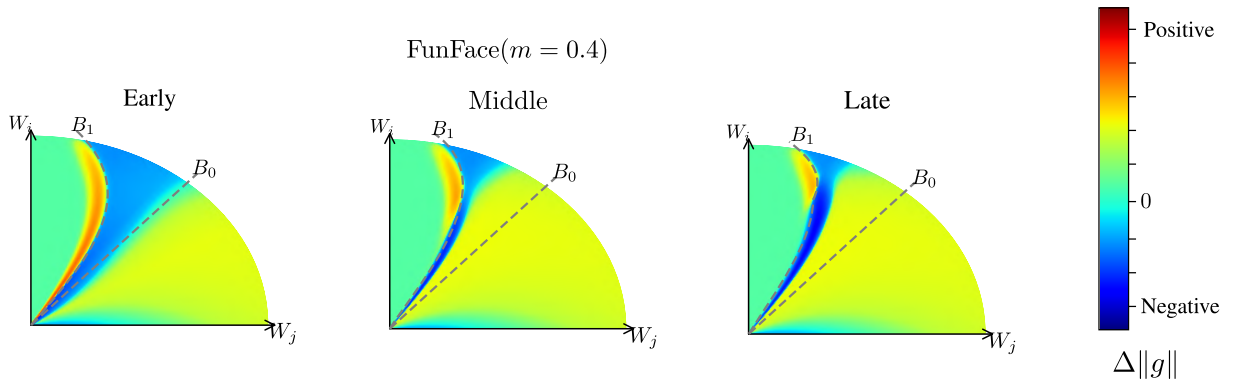 FunFace(m = 0.4)
Early
Middle
Late
W_i
B_1
B_0
W_j
W_i
B_1
B_0
W_j
W_i
B_1
B_0
W_j
Positive
0
Negative
Δ‖g‖